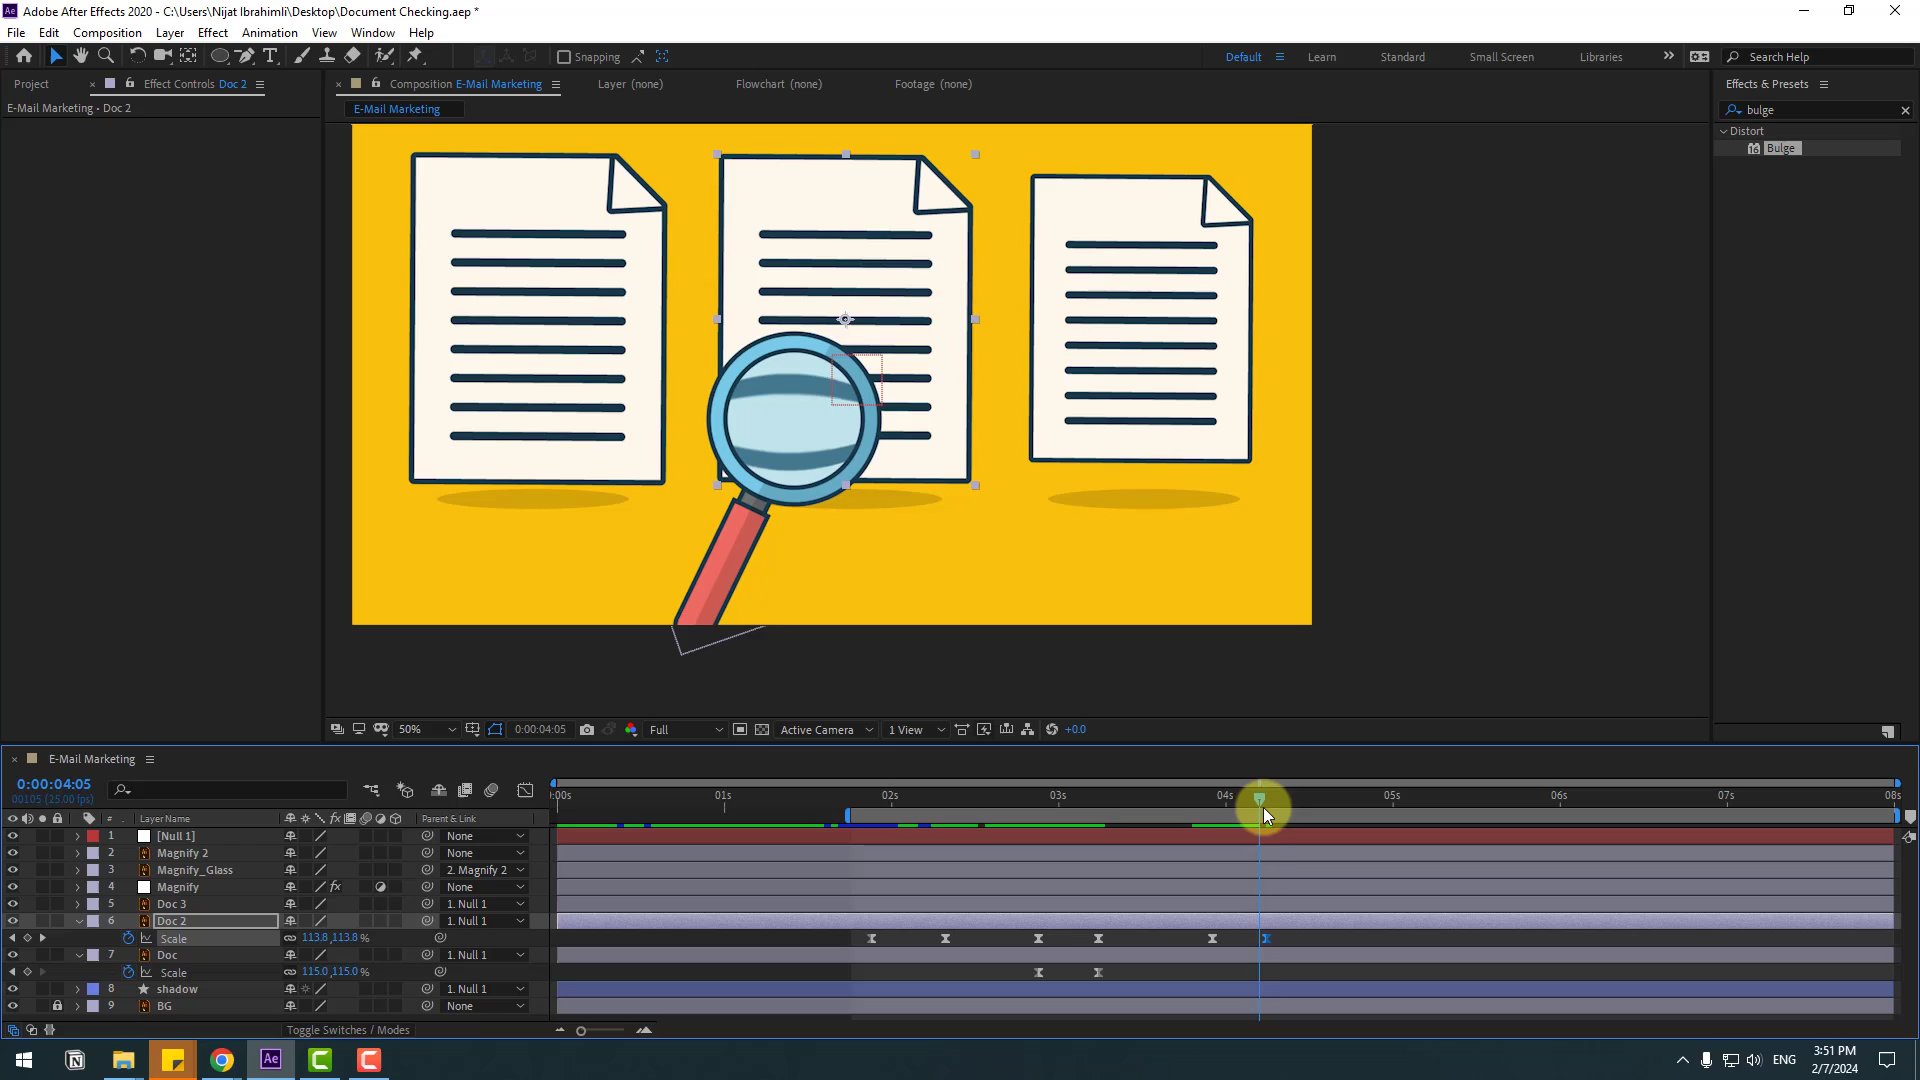 Adobe After Effects 2020 - C:\Users\Nijat Ibrahimli\Desktop\Document Checking.aep *
File Edit Composition Layer Effect Animation View Window Help
Snapping Default Learn Standard Small Screen Libraries Search Help
Project Effect Controls Doc 2 Composition E-Mail Marketing Layer (none) Flowchart (none) Footage (none) Effects & Presets
E-Mail Marketing • Doc 2 E-Mail Marketing bulge
Distort
16 Bulge
50% 0:00:04:05 Full Active Camera 1 View +0.0
E-Mail Marketing
0:00:04:05
00105 (25.00 fps)
:00s 01s 02s 03s 04s 05s 06s 07s 08s
# Layer Name Parent & Link
1 [Null 1] None
2 Magnify 2 None
3 Magnify_Glass 2. Magnify 2
4 Magnify fx None
5 Doc 3 1. Null 1
6 Doc 2 1. Null 1
Scale 113.8,113.8 %
7 Doc 1. Null 1
Scale 115.0,115.0 %
8 shadow 1. Null 1
9 BG None
Toggle Switches / Modes
Ae ENG 3:51 PM
2/7/2024